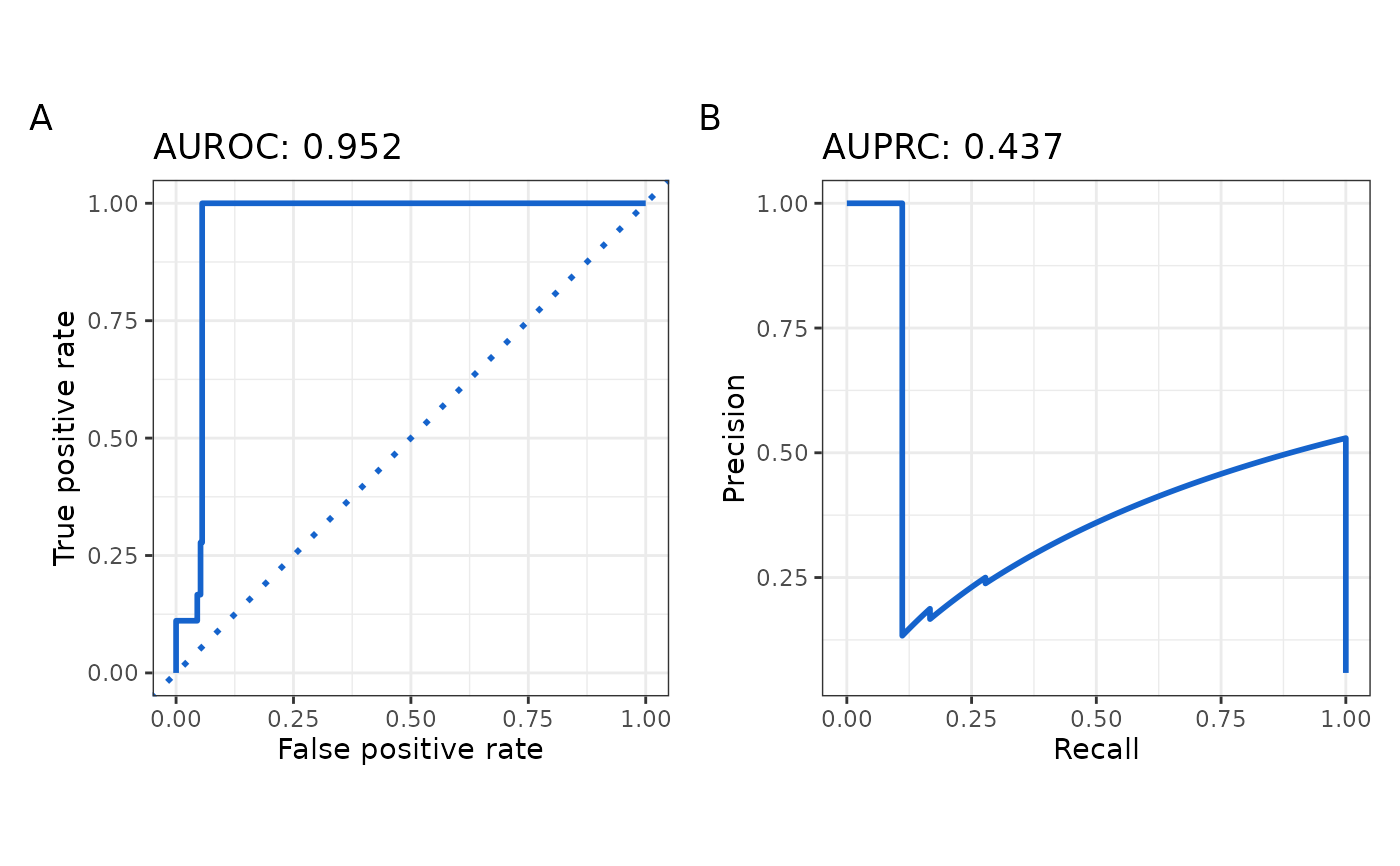 A
AUROC: 0.952
True positive rate
1.00
0.75
0.50
0.25
0.00
0.00 0.25 0.50 0.75 1.00
False positive rate
B
AUPRC: 0.437
Precision
1.00
0.75
0.50
0.25
0.00 0.25 0.50 0.75 1.00
Recall